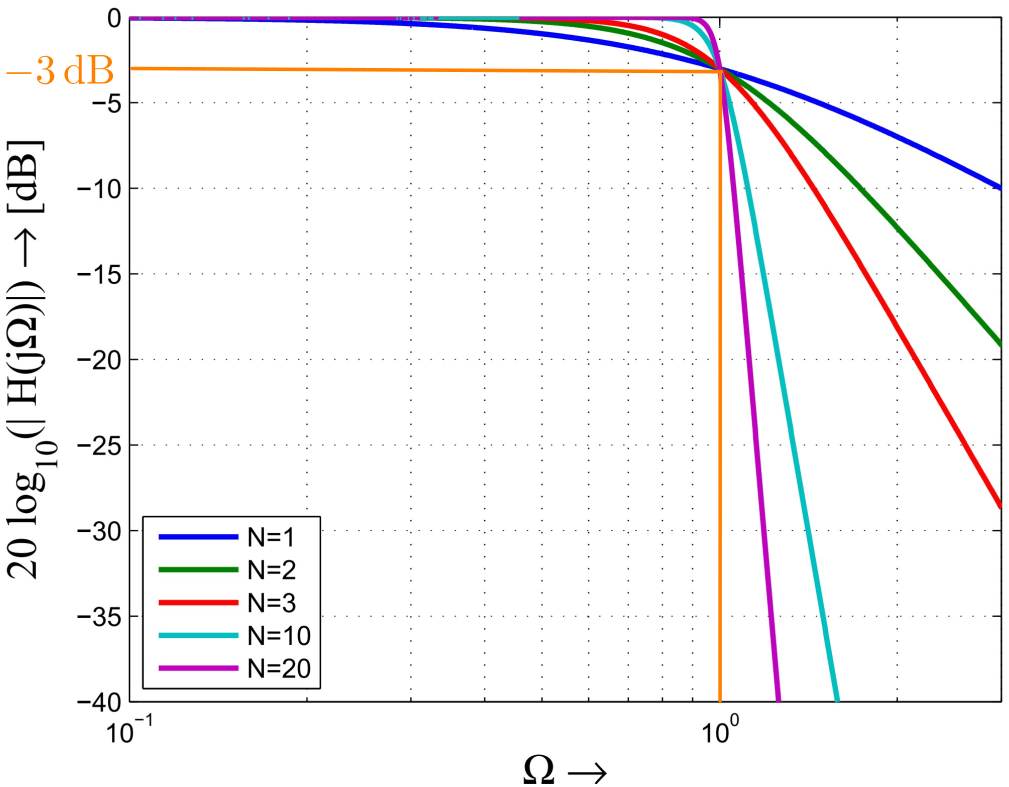 0
−3 dB
−5
−10
−15
−20
−25
−30
−35
−40
20 log₁₀(| H(jΩ)|) → [dB]
N=1
N=2
N=3
N=10
N=20
10⁻¹
10⁰
Ω →